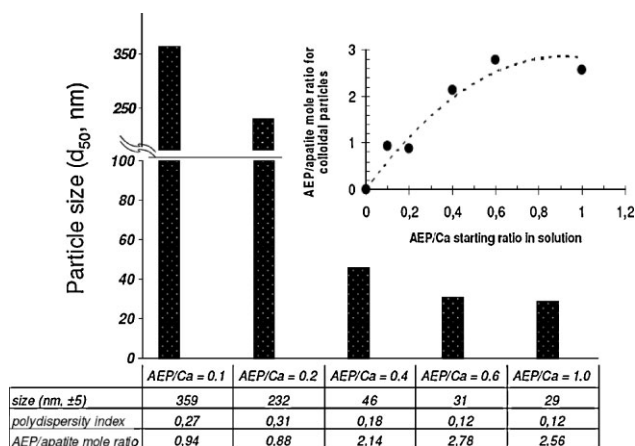 350
250
100
80
60
40
20
0
Particle size (d50, nm)
3
2
1
0
AEP/apatite mole ratio for
colloidal particles
0 0,2 0,4 0,6 0,8 1 1,2
AEP/Ca starting ratio in solution
AEP/Ca = 0.1 AEP/Ca = 0.2 AEP/Ca = 0.4 AEP/Ca = 0.6 AEP/Ca = 1.0
size (nm, ±5) 359 232 46 31 29
polydispersity index 0,27 0,31 0,18 0,12 0,12
AEP/apatite mole ratio 0.94 0.88 2.14 2.78 2.56